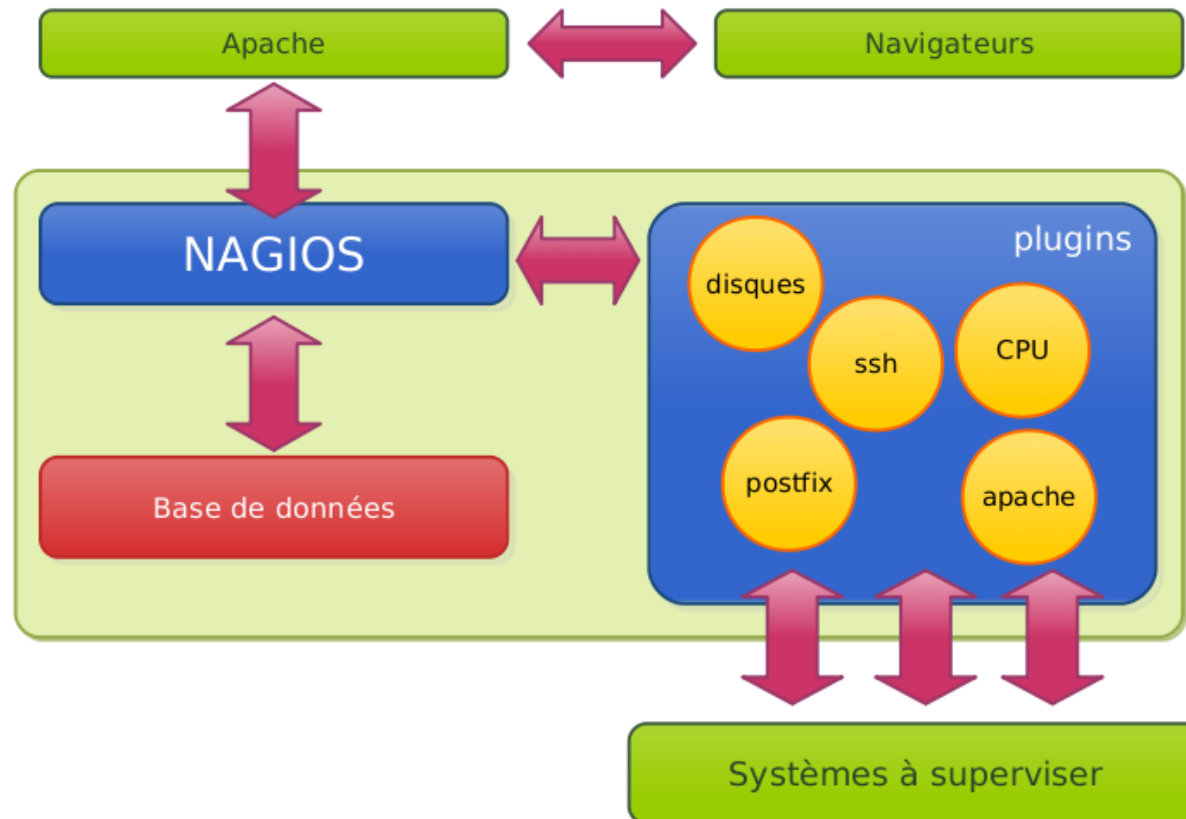 Apache
Navigateurs
NAGIOS
plugins
disques
ssh
CPU
postfix
apache
Base de données
Systèmes à superviser